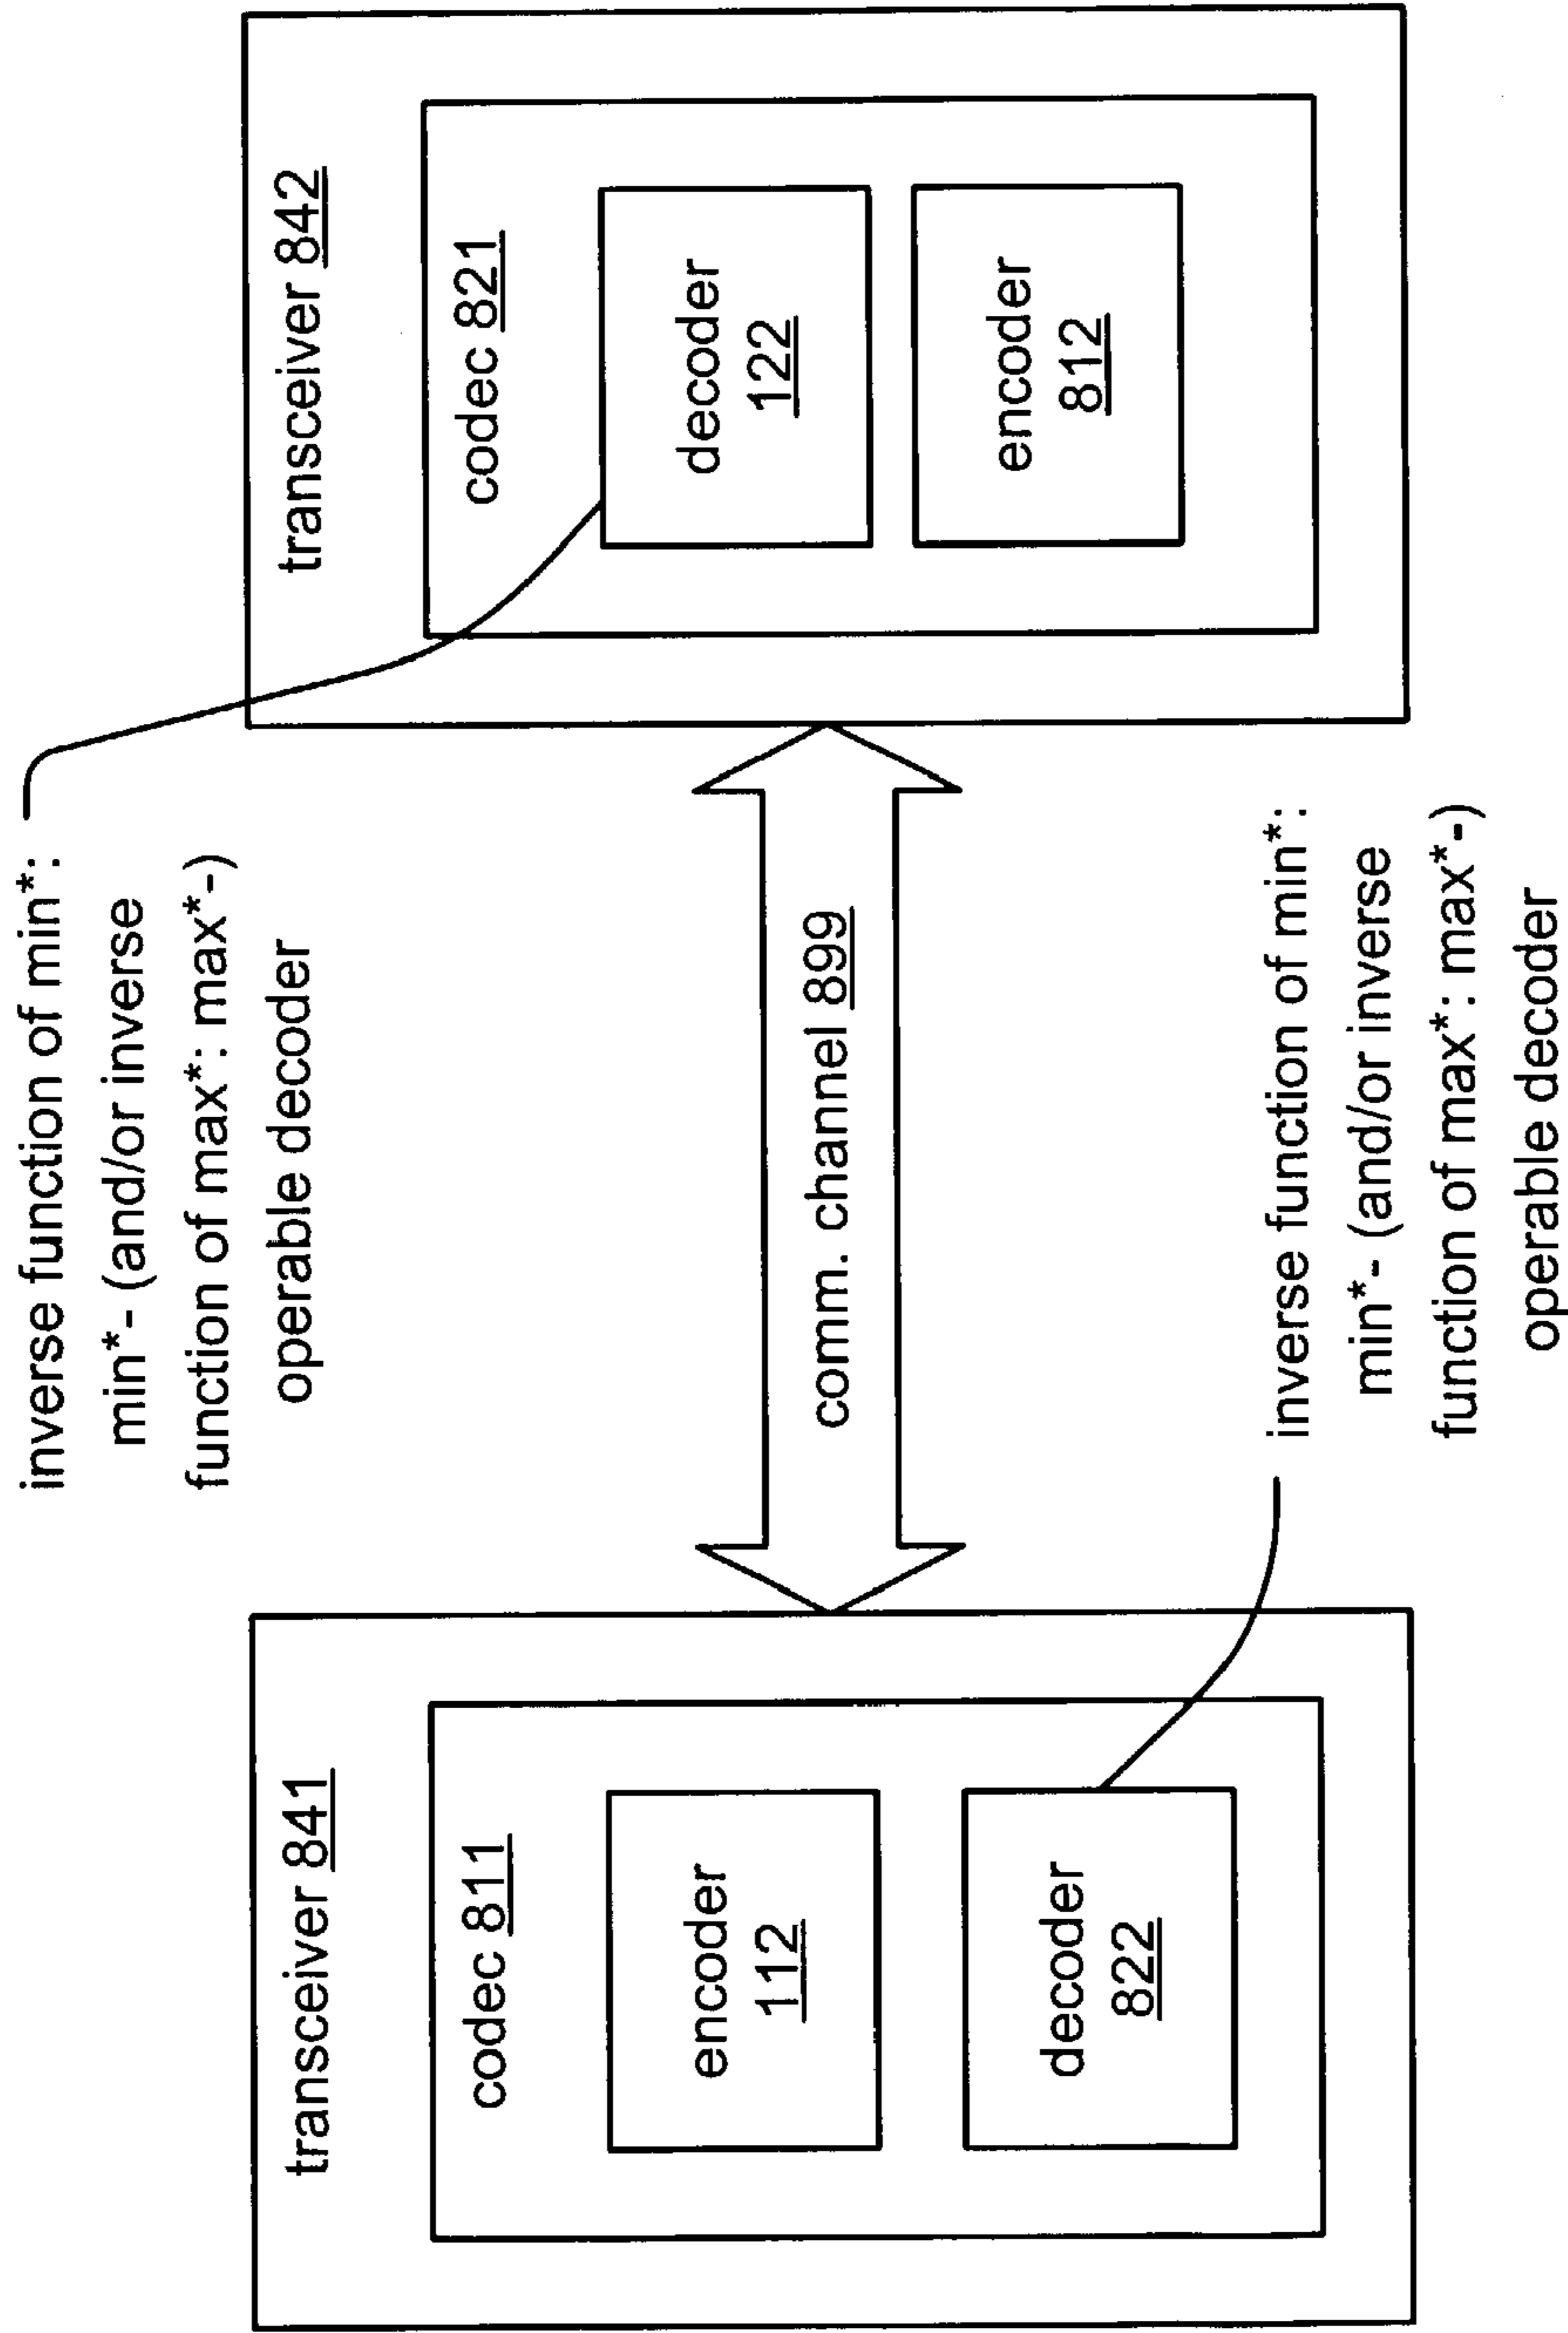 transceiver 841
codec 811
encoder
112
decoder
822
inverse function of min*:
min*- (and/or inverse
function of max*: max*-)
operable decoder
comm. channel 899
inverse function of min*:
min*- (and/or inverse
function of max*: max*-)
operable decoder
transceiver 842
codec 821
decoder
122
encoder
812